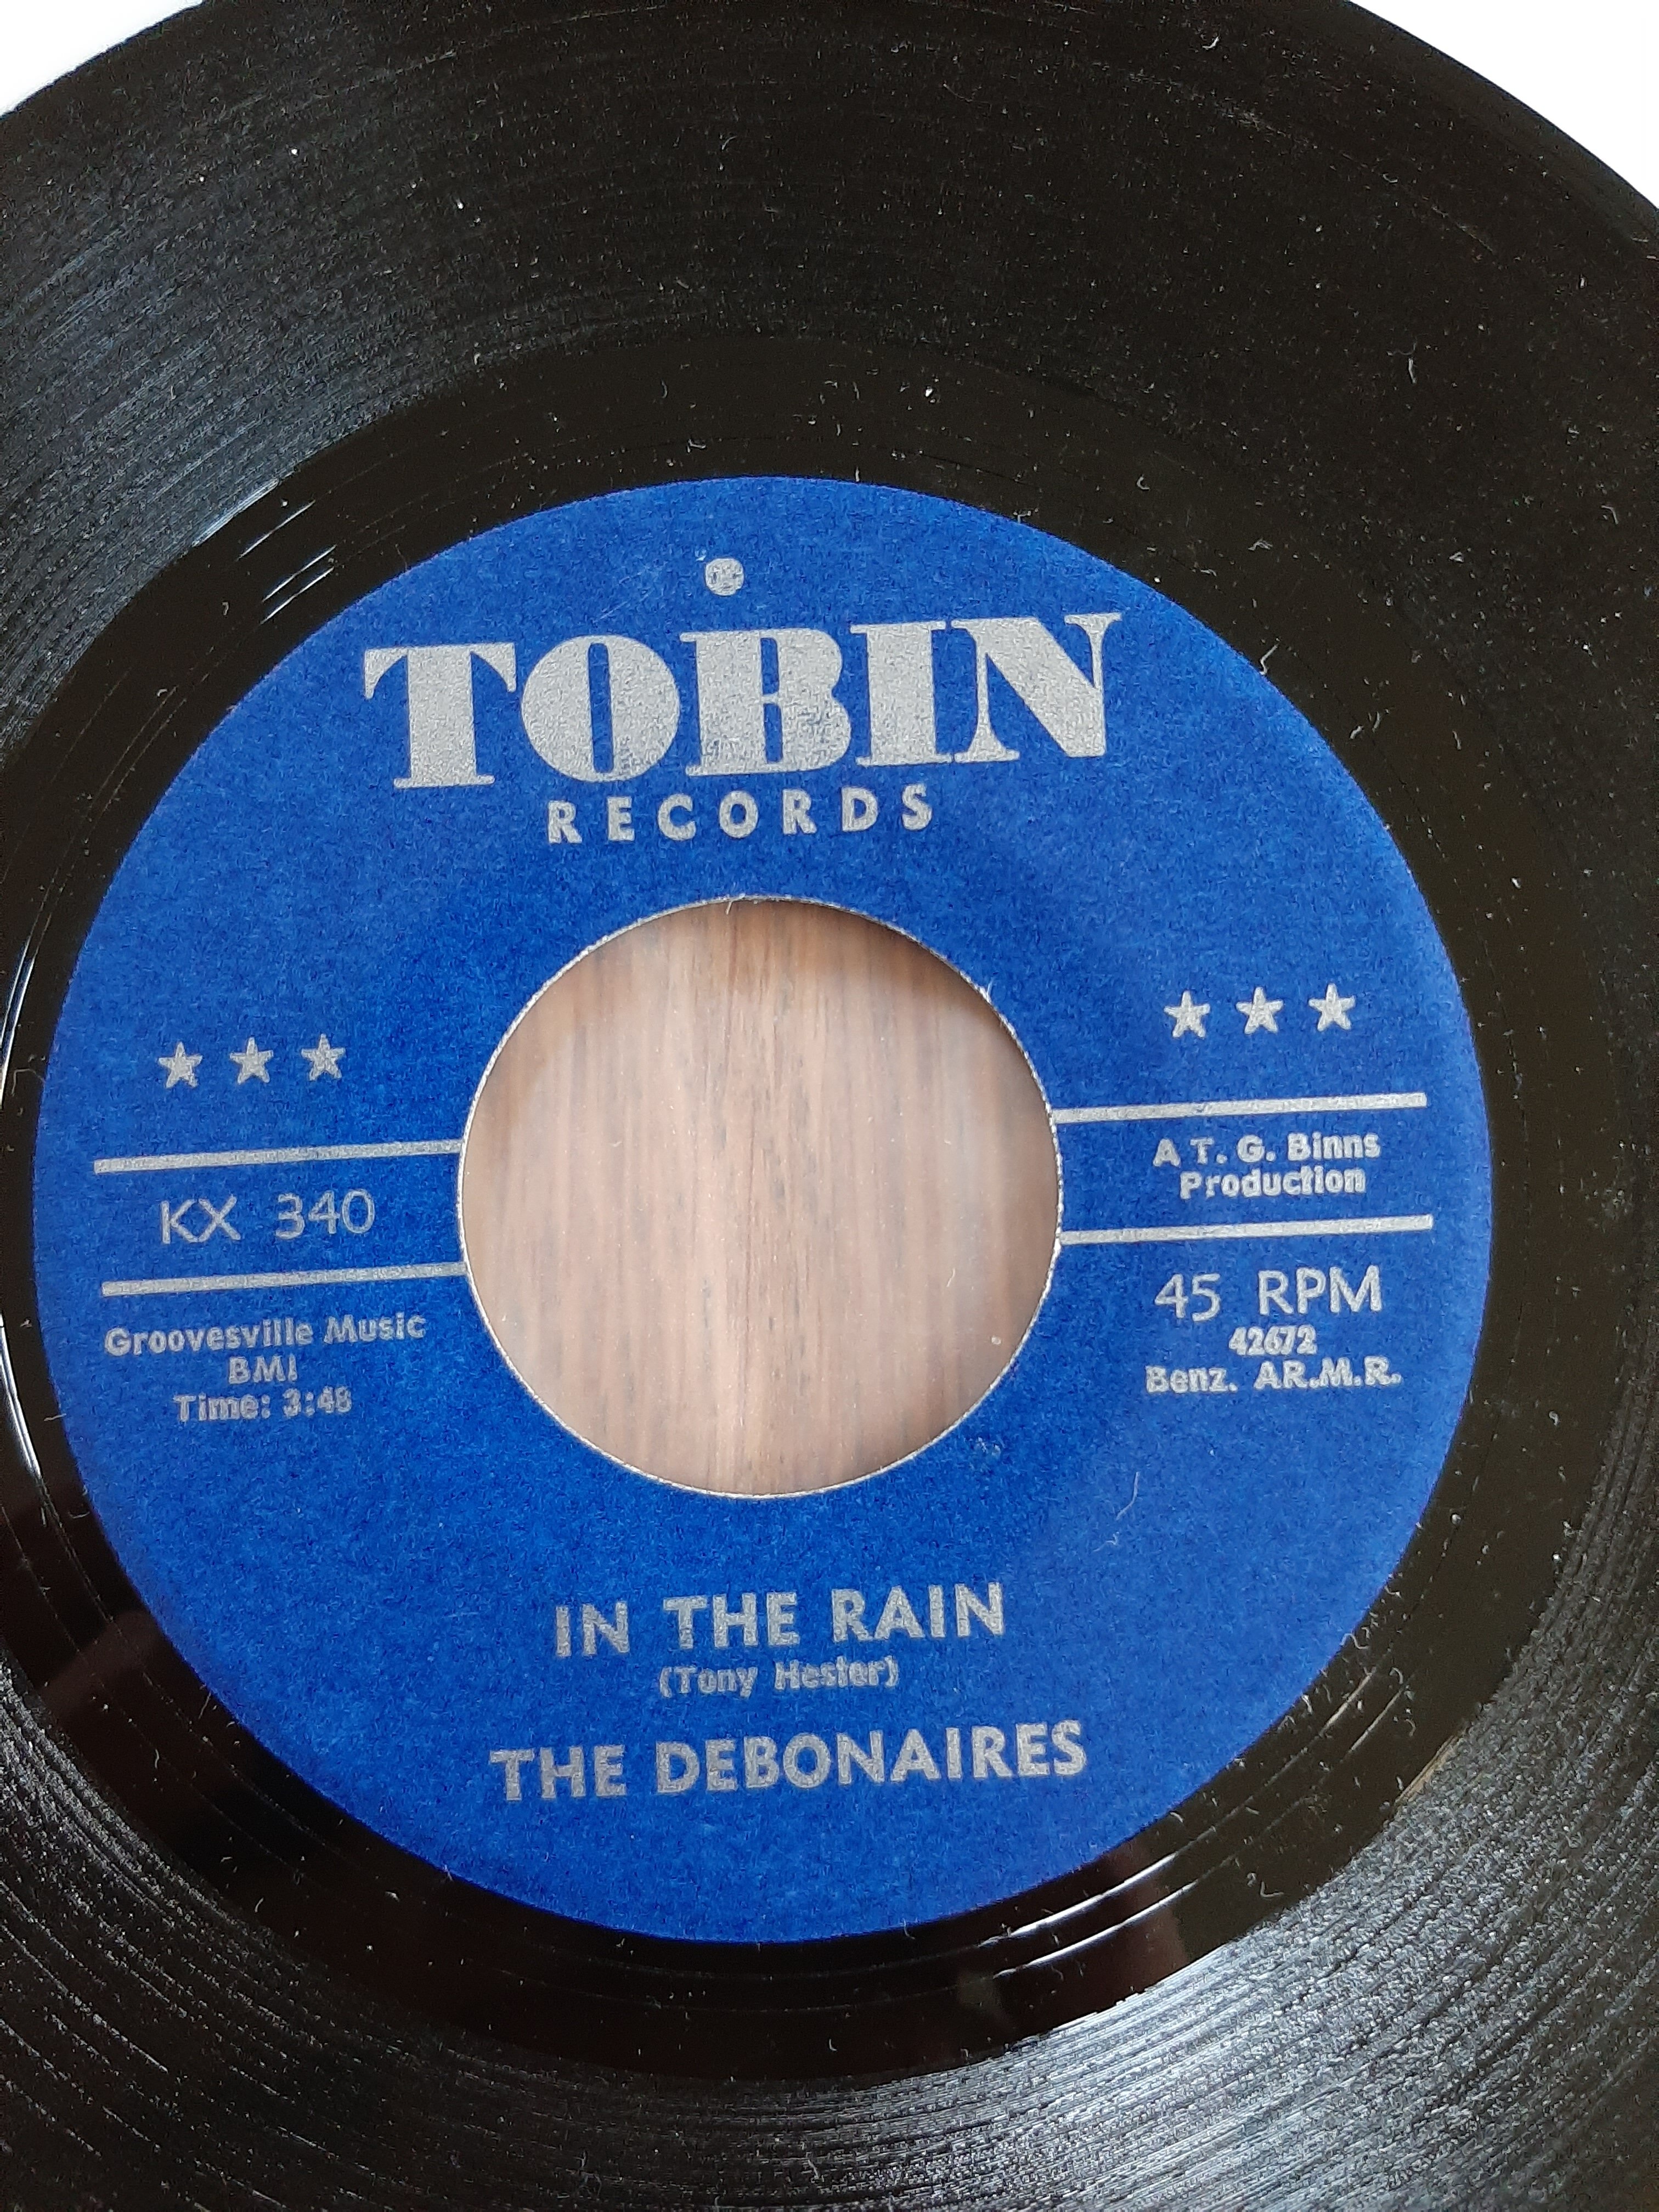 TOBIN
RECORDS
KX 340
Groovesville Music
BMI
Time: 3:48
A T. G. Binns
Production
45 RPM
42672
Benz. AR.M.R.
IN THE RAIN
(Tony Hester)
THE DEBONAIRES